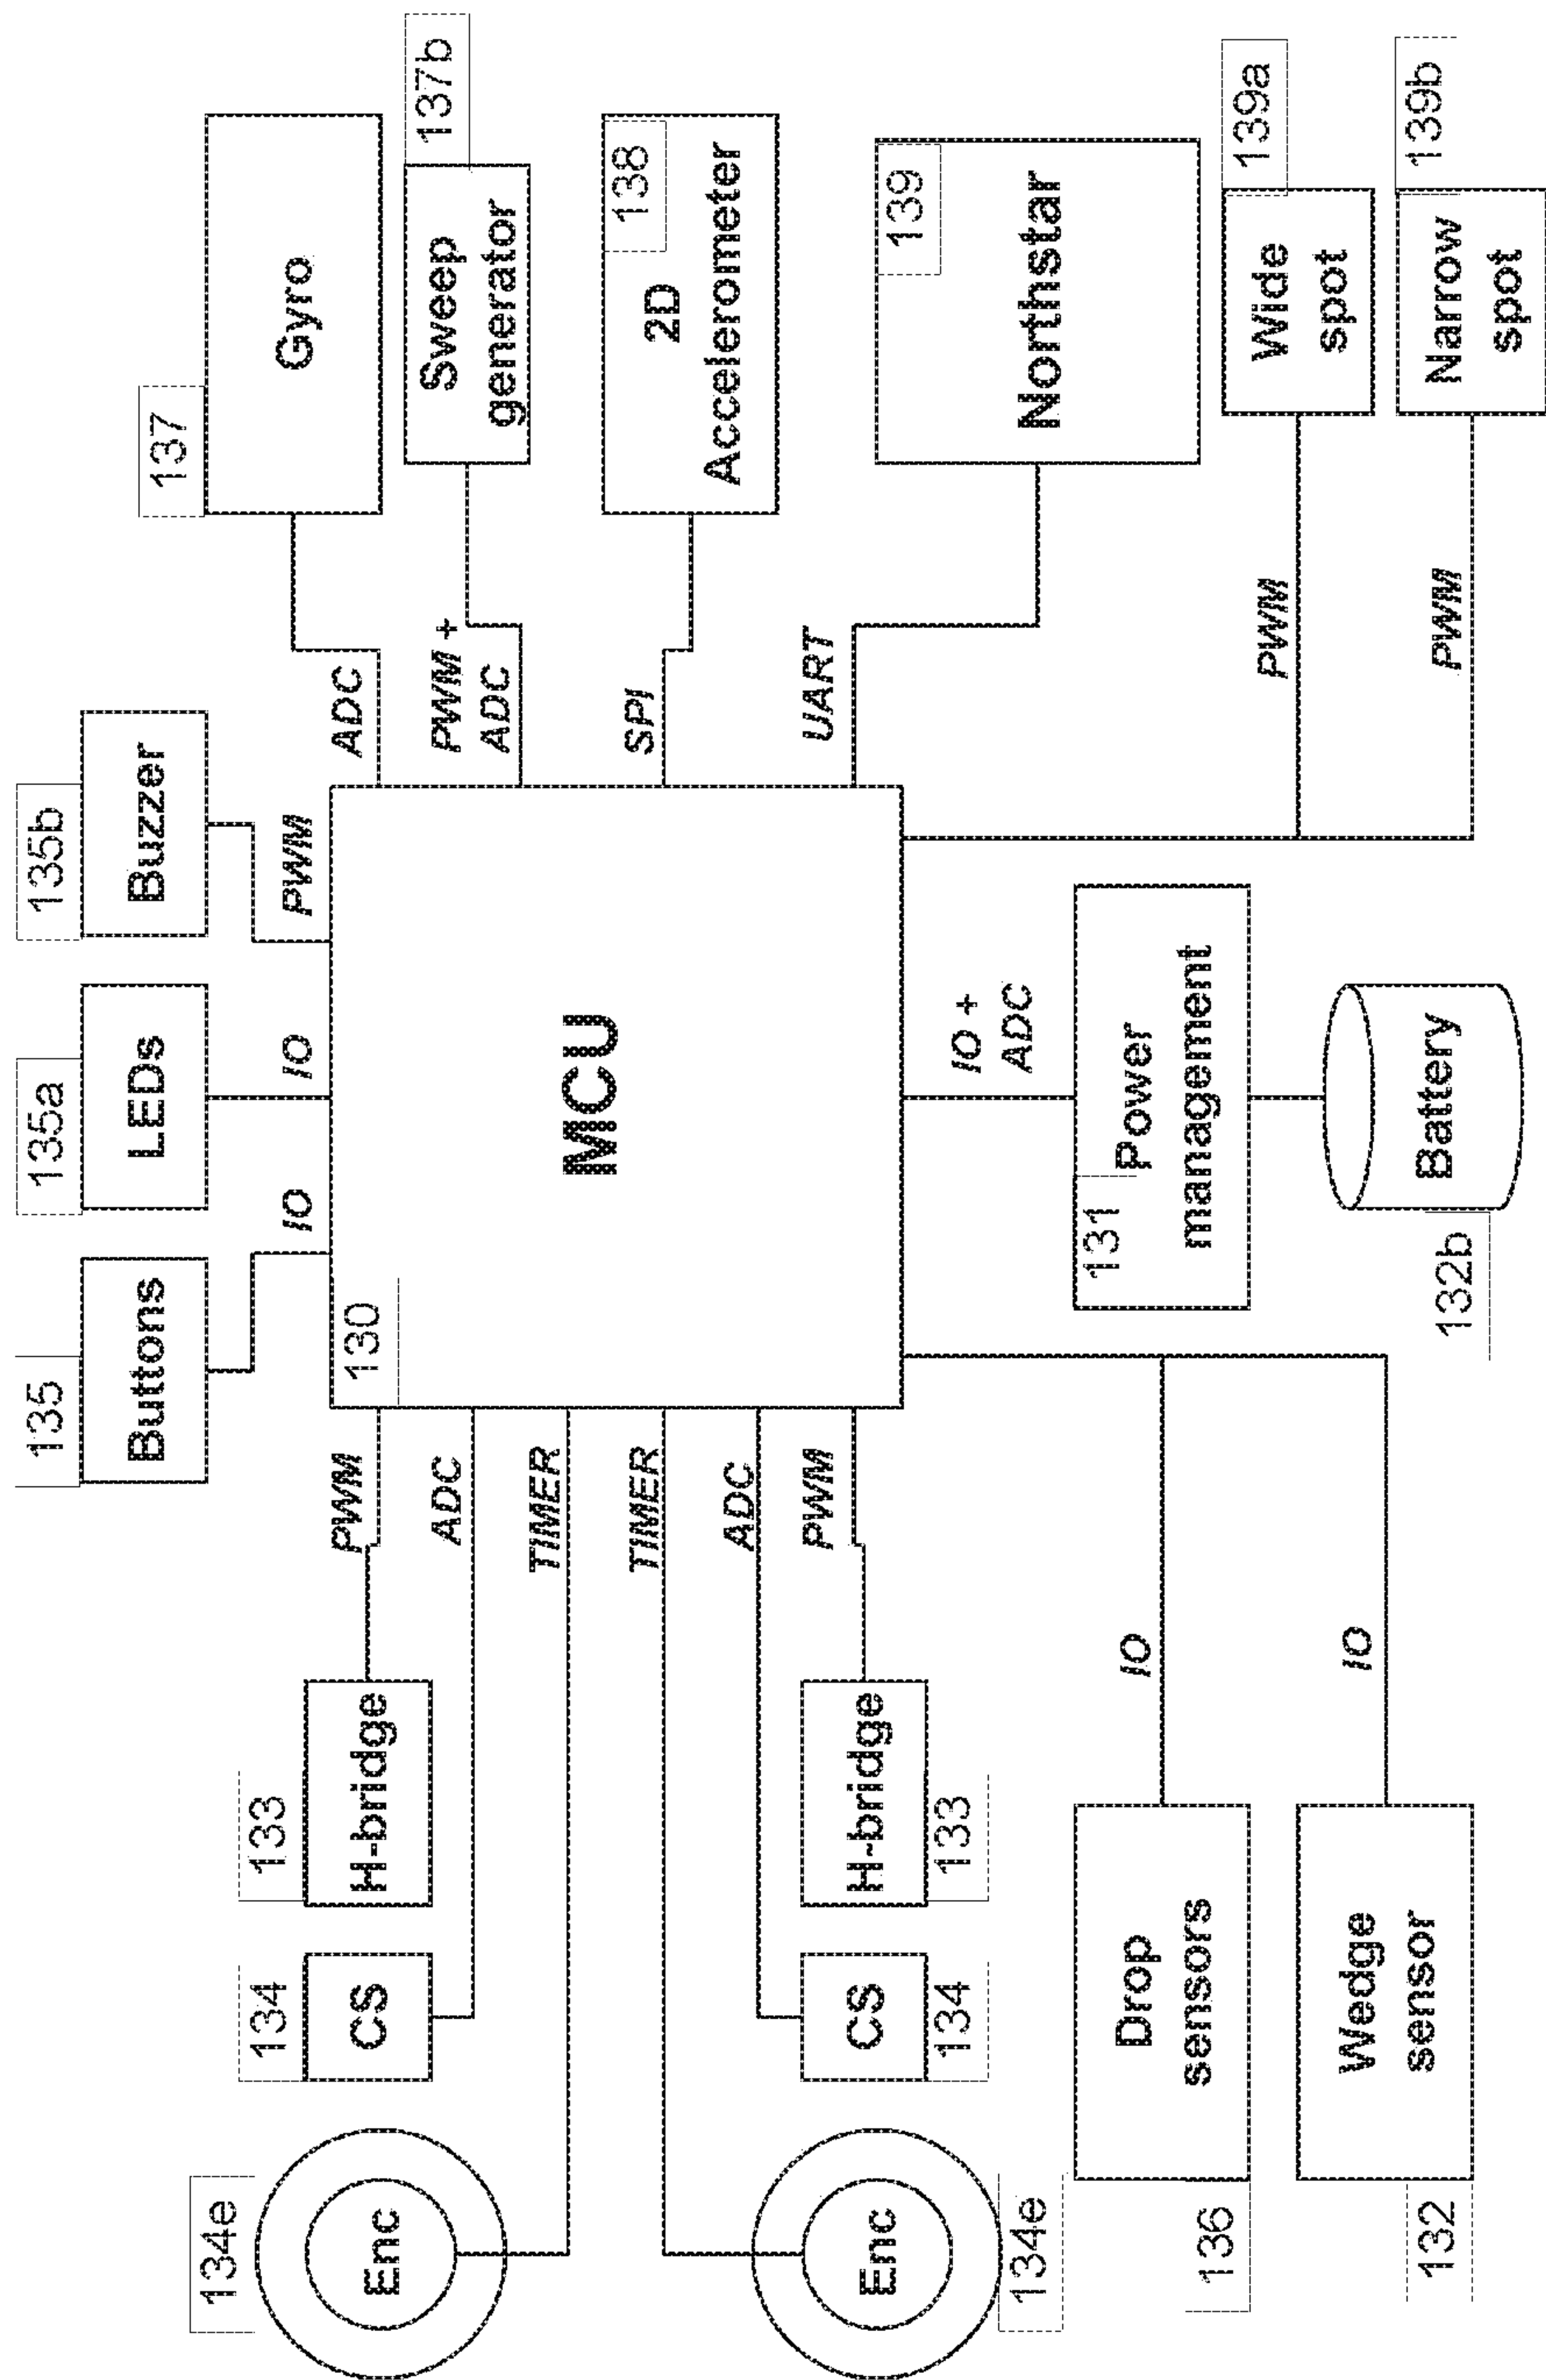 135
Buttons
135a
LEDs
135b
Buzzer
IO
IO
PWM
130
MCU
134e
Enc
134
CS
133
H-bridge
PWM
ADC
TIMER
TIMER
ADC
PWM
134e
Enc
134
CS
133
H-bridge
136
Drop
sensors
IO
132
Wedge
sensor
IO
IO +
ADC
131
Power
management
132b
Battery
137
Gyro
ADC
137b
Sweep
generator
PWM +
ADC
138
2D
Accelerometer
SPI
139
Northstar
UART
139a
Wide
spot
PWM
139b
Narrow
spot
PWM